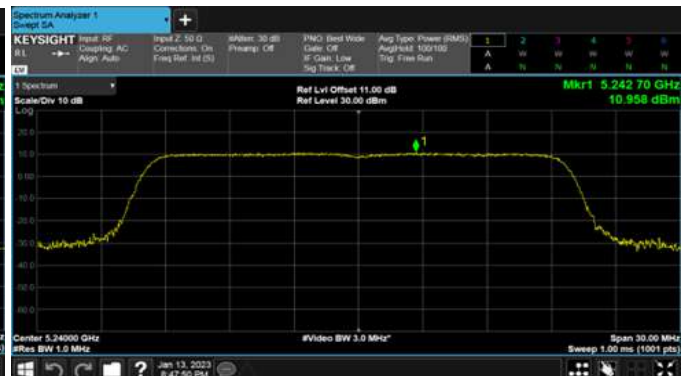 Spectrum Analyzer 1
Swept SA
+
KEYSIGHT Input: RF Input Z: 50 Ω #Atten: 30 dB PNO: Best Wide Avg Type: Power (RMS) 1 2 3 4 5 6
RL Coupling: AC Corrections: On Preamp: Off Gate: Off Avg|Hold: 100/100 A W W W W W
Align: Auto Freq Ref: Int (S) IF Gain: Low Trig: Free Run
Sig Track: Off A N N N N N
1 Spectrum Ref Lvl Offset 11.00 dB Mkr1 5.242 70 GHz
Scale/Div 10 dB Ref Level 30.00 dBm 10.958 dBm
Log
20.0
10.0
0.00
-10.0
-20.0
-30.0
-40.0
-50.0
-60.0
1
Center 5.24000 GHz #Video BW 3.0 MHz* Span 30.00 MHz
#Res BW 1.0 MHz Sweep 1.00 ms (1001 pts)
? Jan 13, 2023
8:47:50 PM